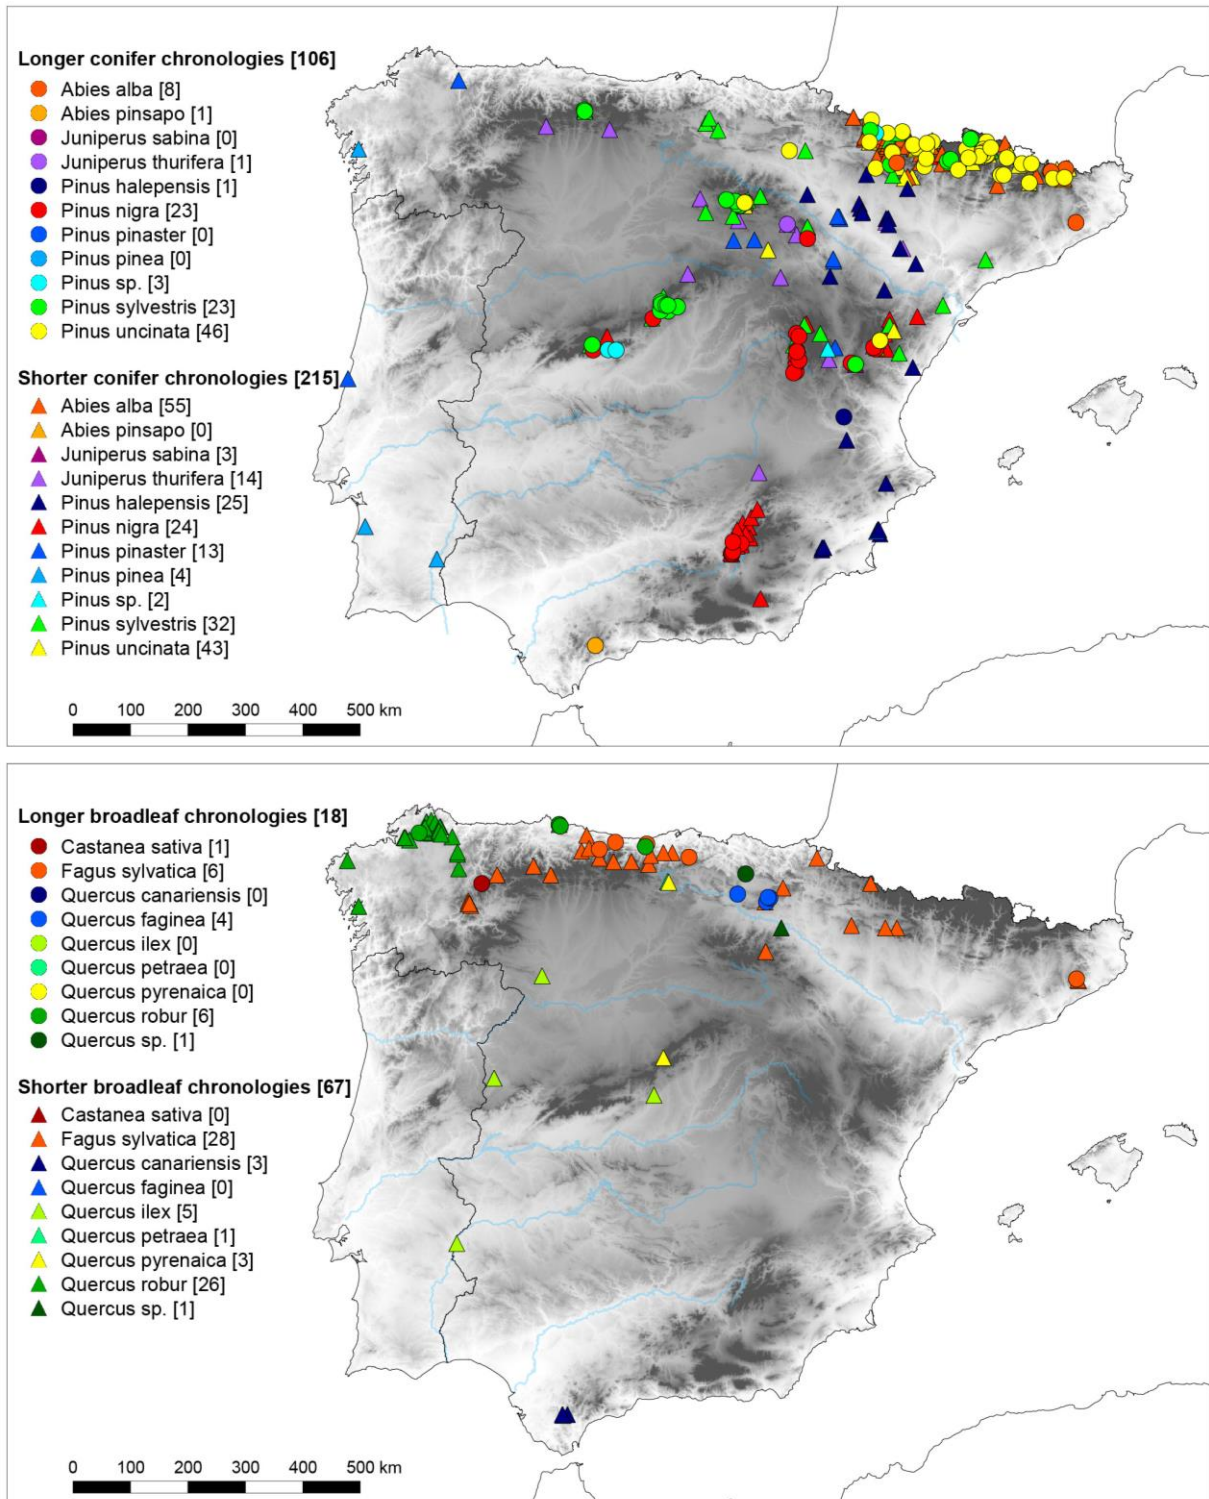 Longer conifer chronologies [106]
Abies alba [8]
Abies pinsapo [1]
Juniperus sabina [0]
Juniperus thurifera [1]
Pinus halepensis [1]
Pinus nigra [23]
Pinus pinaster [0]
Pinus pinea [0]
Pinus sp. [3]
Pinus sylvestris [23]
Pinus uncinata [46]
Shorter conifer chronologies [215]
Abies alba [55]
Abies pinsapo [0]
Juniperus sabina [3]
Juniperus thurifera [14]
Pinus halepensis [25]
Pinus nigra [24]
Pinus pinaster [13]
Pinus pinea [4]
Pinus sp. [2]
Pinus sylvestris [32]
Pinus uncinata [43]
0 100 200 300 400 500 km
Longer broadleaf chronologies [18]
Castanea sativa [1]
Fagus sylvatica [6]
Quercus canariensis [0]
Quercus faginea [4]
Quercus ilex [0]
Quercus petraea [0]
Quercus pyrenaica [0]
Quercus robur [6]
Quercus sp. [1]
Shorter broadleaf chronologies [67]
Castanea sativa [0]
Fagus sylvatica [28]
Quercus canariensis [3]
Quercus faginea [0]
Quercus ilex [5]
Quercus petraea [1]
Quercus pyrenaica [3]
Quercus robur [26]
Quercus sp. [1]
0 100 200 300 400 500 km